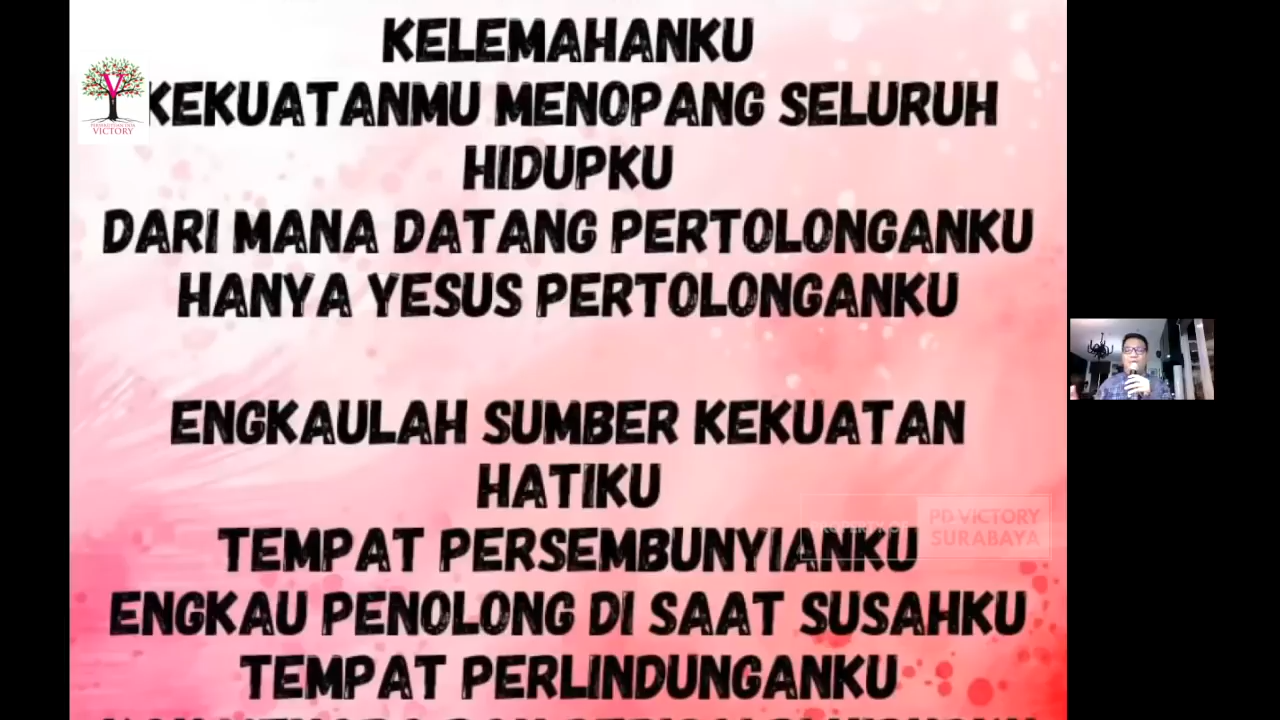 KELEMAHANKU
KEKUATANMU MENOPANG SELURUH
HIDUPKU
DARI MANA DATANG PERTOLONGANKU
HANYA YESUS PERTOLONGANKU
ENGKAULAH SUMBER KEKUATAN
HATIKU
TEMPAT PERSEMBUNYIANKU
ENGKAU PENOLONG DI SAAT SUSAHKU
TEMPAT PERLINDUNGANKU
VICTORY
PD VICTORY
SURABAYA